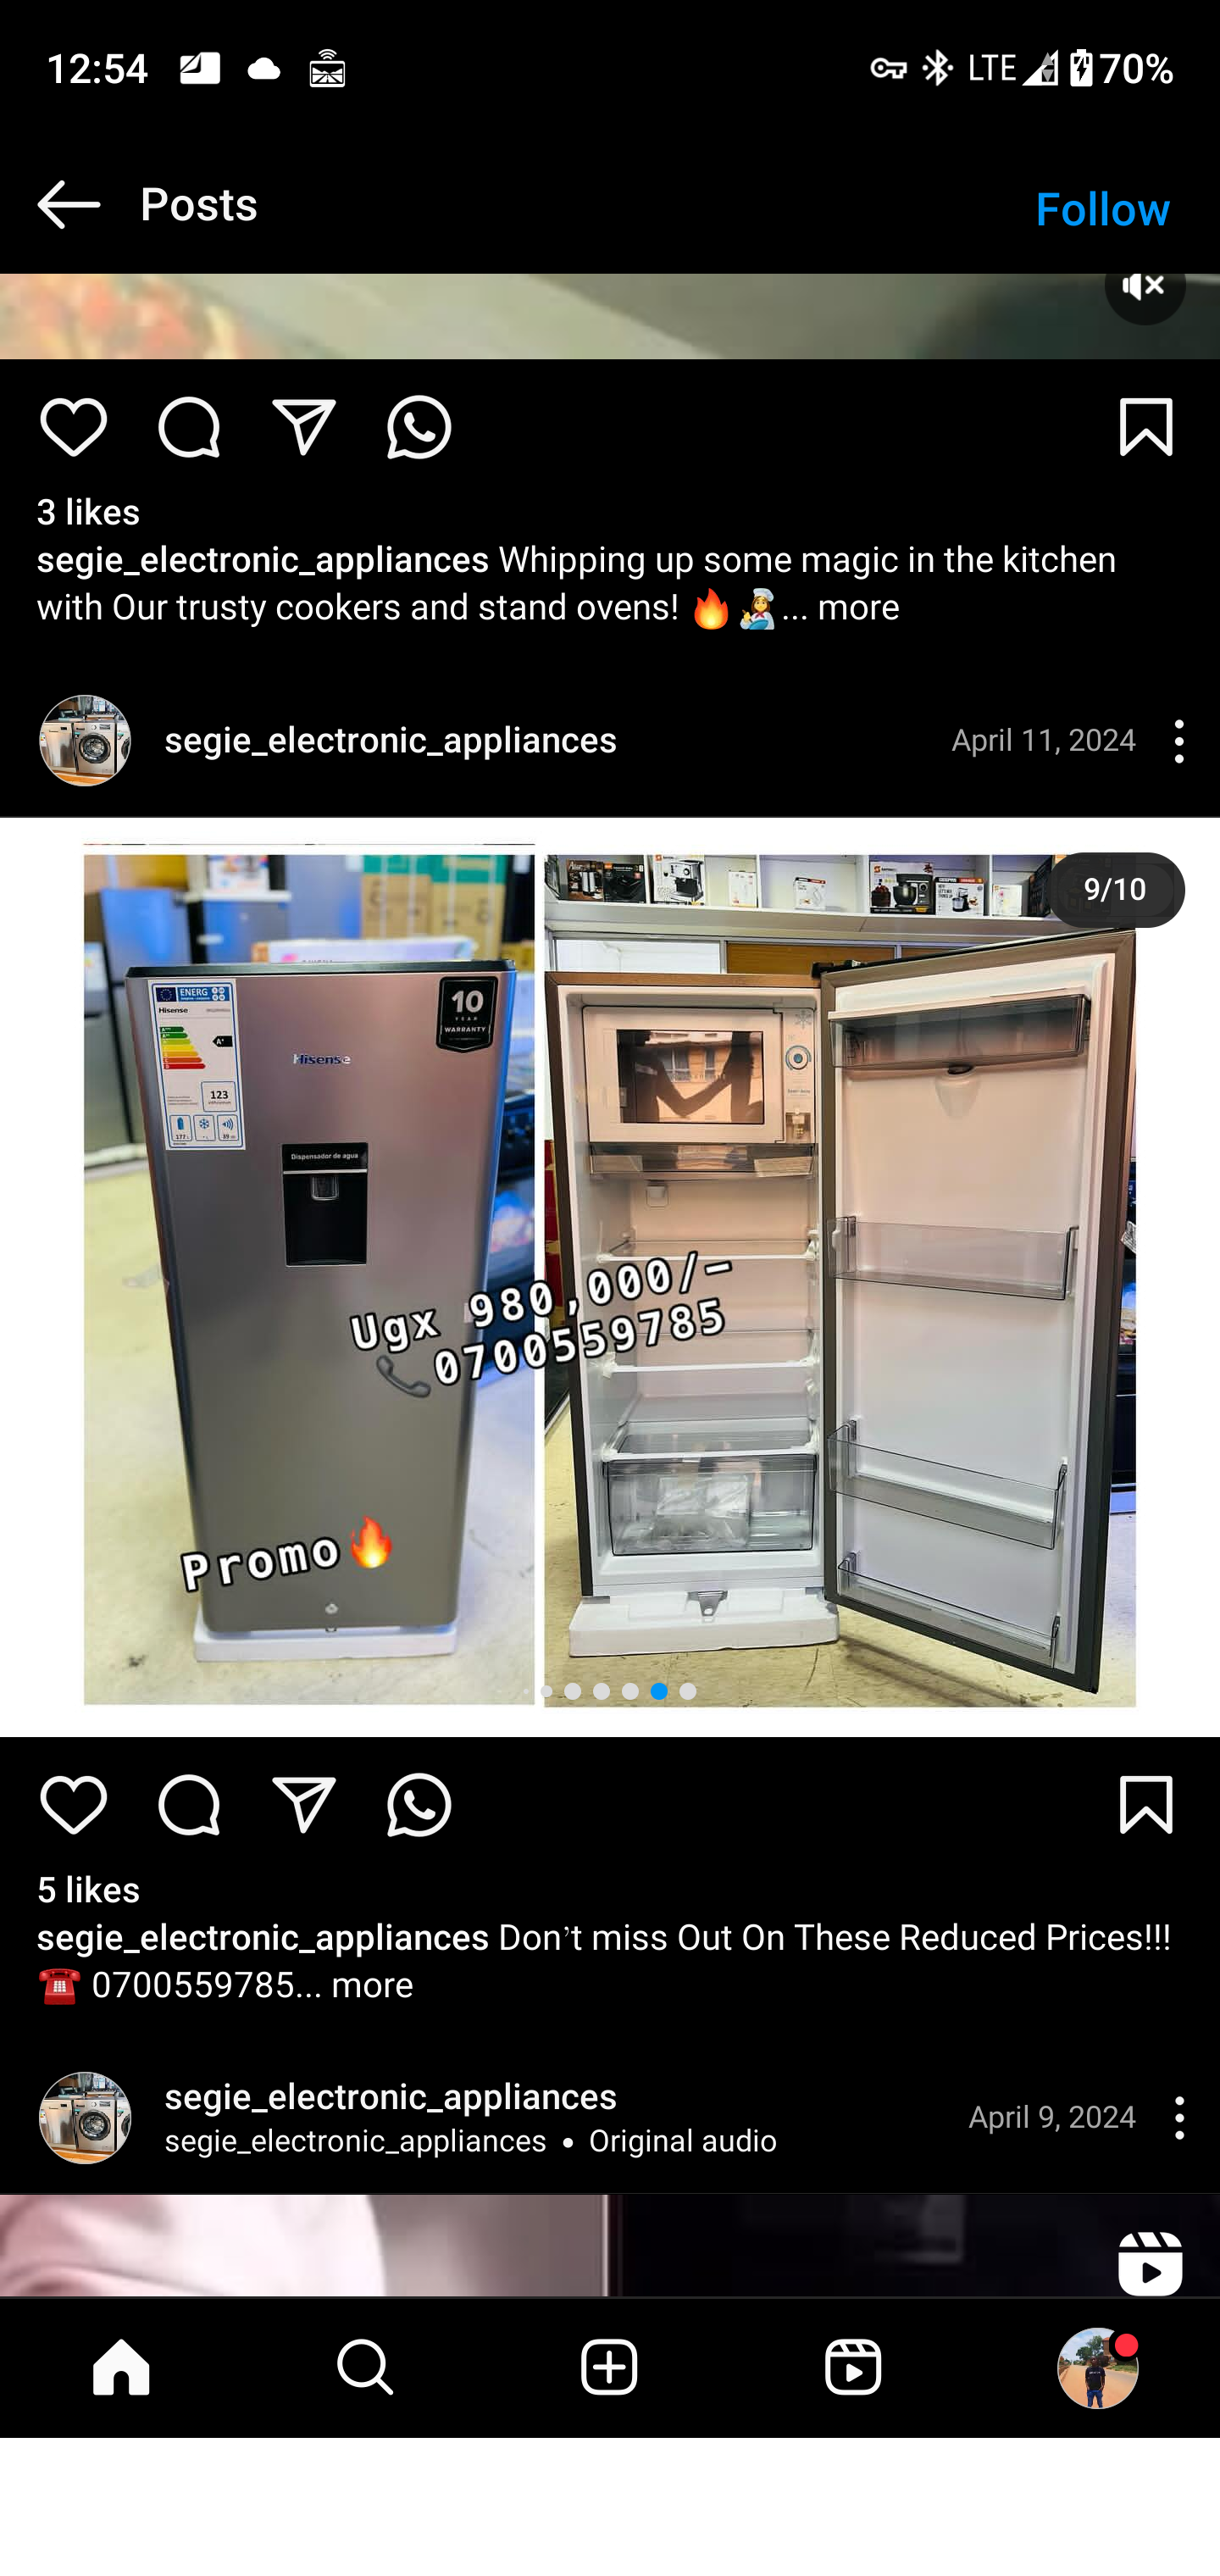 12:54
LTE
70%
Posts
Follow
3 likes
segie_electronic_appliances Whipping up some magic in the kitchen
with Our trusty cookers and stand ovens! 🔥👩‍🍳... more
segie_electronic_appliances
April 11, 2024
9/10
ENERG
Hisense
A+
123
177
39
10
YEAR
WARRANTY
Hisense
Dispensador de agua
Ugx 980,000/-
📞0700559785
Promo🔥
5 likes
segie_electronic_appliances Don’t miss Out On These Reduced Prices!!!
☎️ 0700559785... more
segie_electronic_appliances
segie_electronic_appliances • Original audio
April 9, 2024